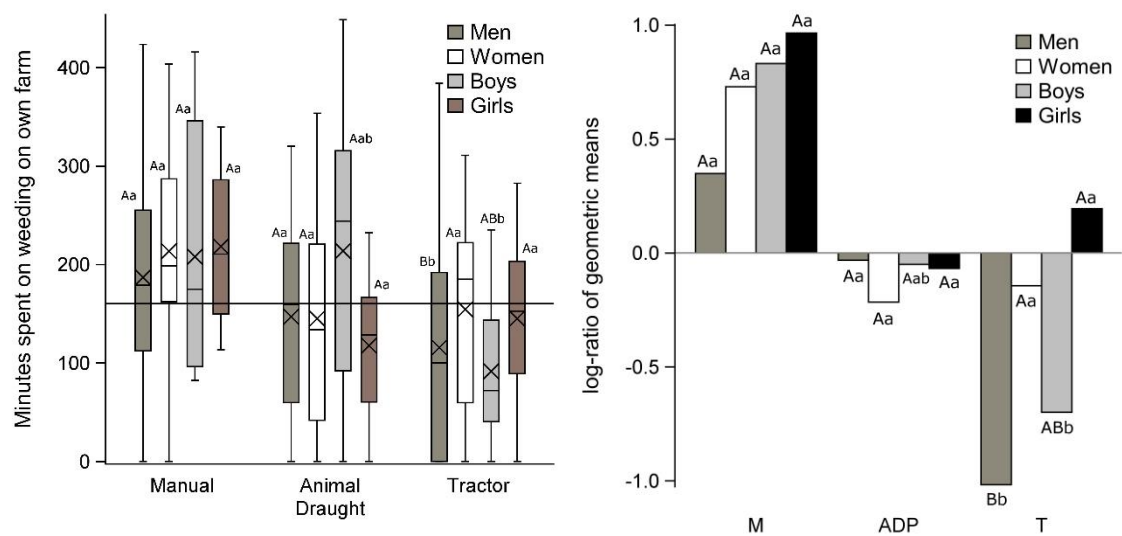 Minutes spent on weeding on own farm
400
300
200
100
0
Men
Women
Boys
Girls
Aa
Aa
Aa
Aa
Aa
Aa
Aab
Aa
Bb
Aa
ABb
Aa
Manual
Animal
Draught
Tractor
log-ratio of geometric means
1.0
0.5
0.0
-0.5
-1.0
Men
Women
Boys
Girls
Aa
Aa
Aa
Aa
Aa
Aa
Aab
Aa
Bb
Aa
ABb
Aa
M
ADP
T